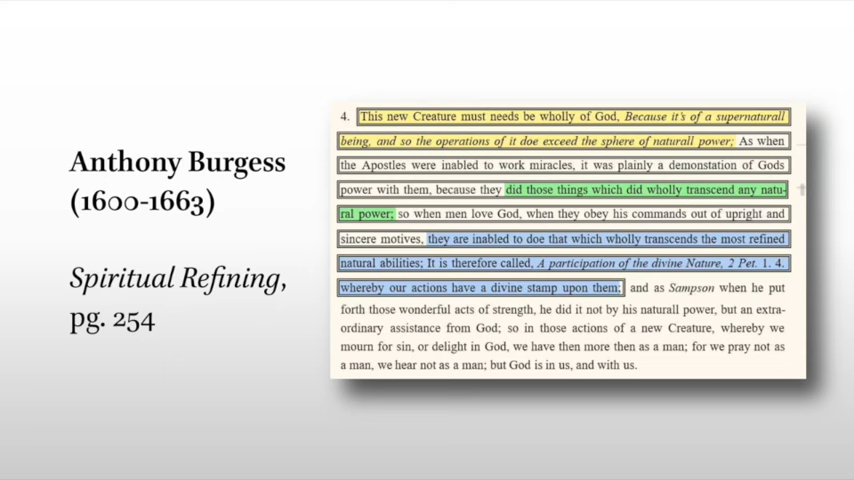 Anthony Burgess
(1600-1663)
Spiritual Refining,
pg. 254
4. This new Creature must needs be wholly of God, Because it's of a supernaturall
being, and so the operations of it doe exceed the sphere of naturall power; As when
the Apostles were inabled to work miracles, it was plainly a demonstation of Gods
power with them, because they did those things which did wholly transcend any natu-
ral power; so when men love God, when they obey his commands out of upright and
sincere motives, they are inabled to doe that which wholly transcends the most refined
natural abilities; It is therefore called, A participation of the divine Nature, 2 Pet. 1. 4.
whereby our actions have a divine stamp upon them; and as Sampson when he put
forth those wonderful acts of strength, he did it not by his naturall power, but an extra-
ordinary assistance from God; so in those actions of a new Creature, whereby we
mourn for sin, or delight in God, we have then more then as a man; for we pray not as
a man, we hear not as a man; but God is in us, and with us.